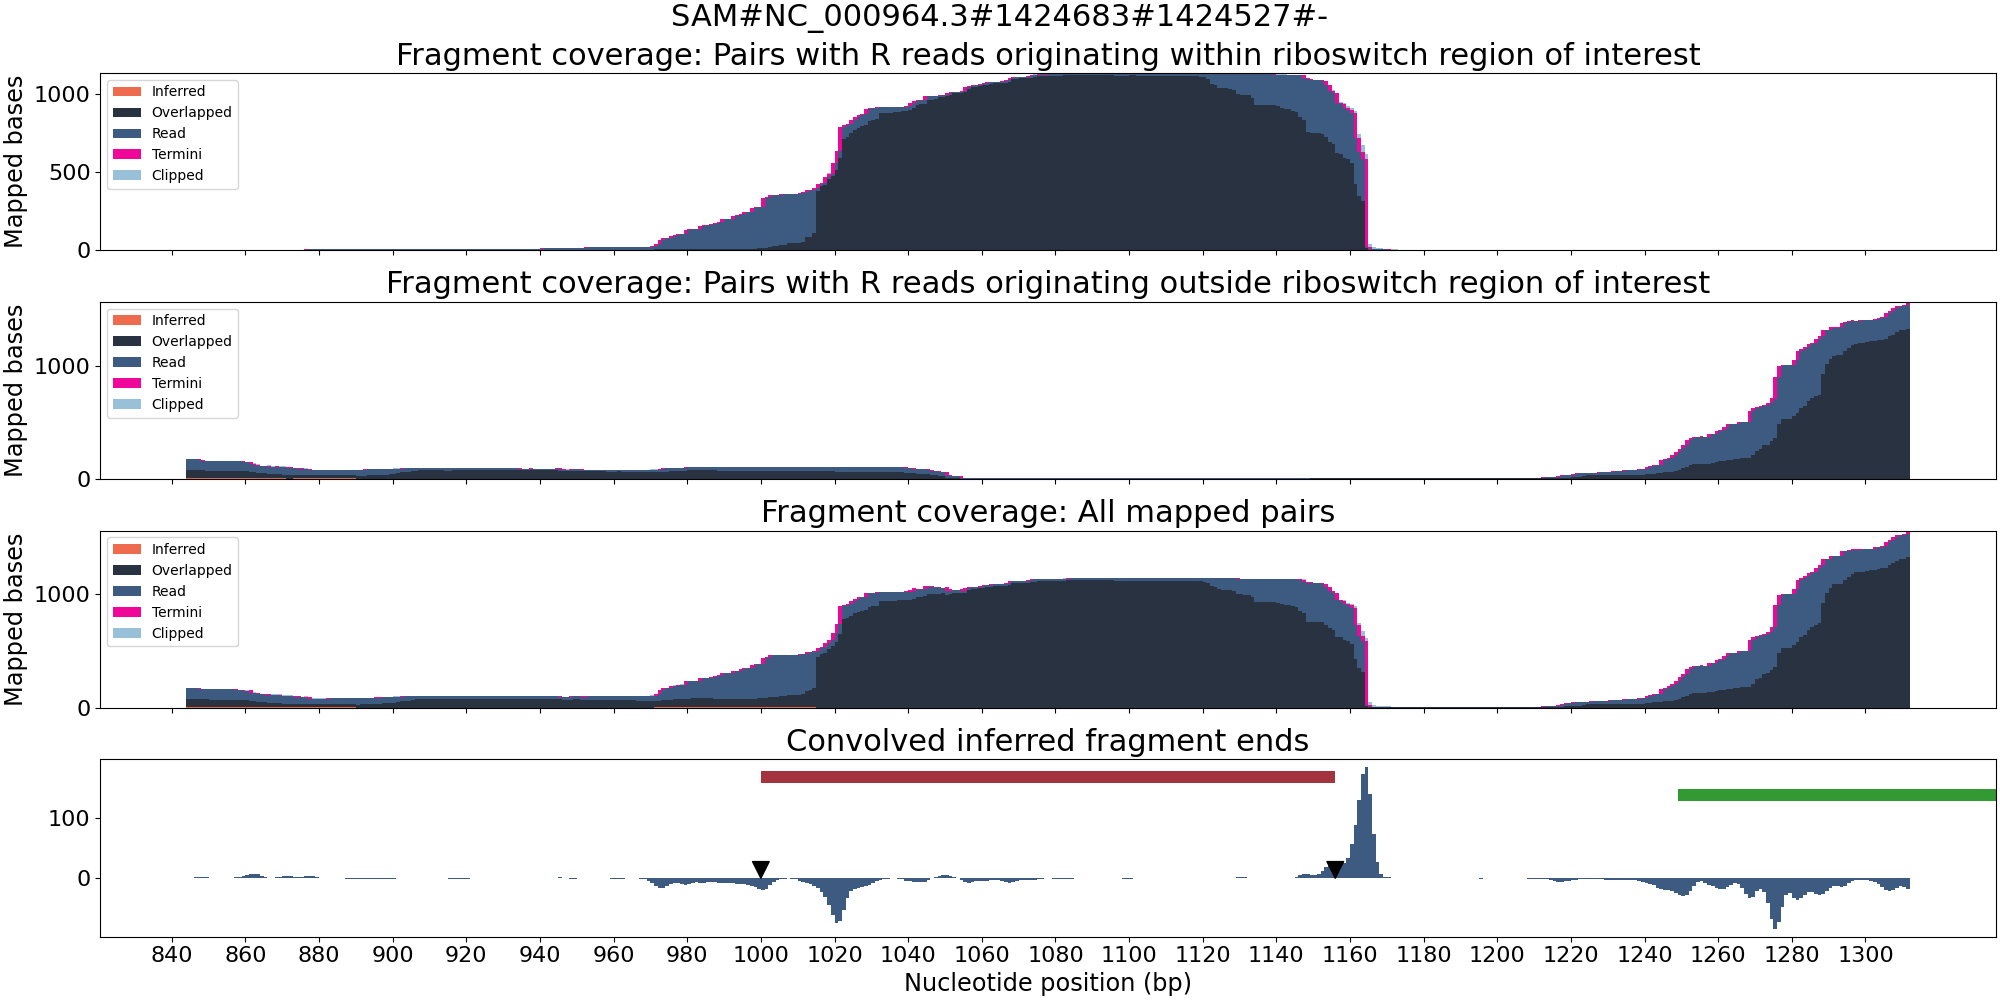 SAM#NC_000964.3#1424683#1424527#-
Fragment coverage: Pairs with R reads originating within riboswitch region of interest
Mapped bases
1000
500
0
Inferred
Overlapped
Read
Termini
Clipped
Fragment coverage: Pairs with R reads originating outside riboswitch region of interest
Mapped bases
1000
0
Inferred
Overlapped
Read
Termini
Clipped
Fragment coverage: All mapped pairs
Mapped bases
1000
0
Inferred
Overlapped
Read
Termini
Clipped
Convolved inferred fragment ends
100
0
840 860 880 900 920 940 960 980 1000 1020 1040 1060 1080 1100 1120 1140 1160 1180 1200 1220 1240 1260 1280 1300
Nucleotide position (bp)